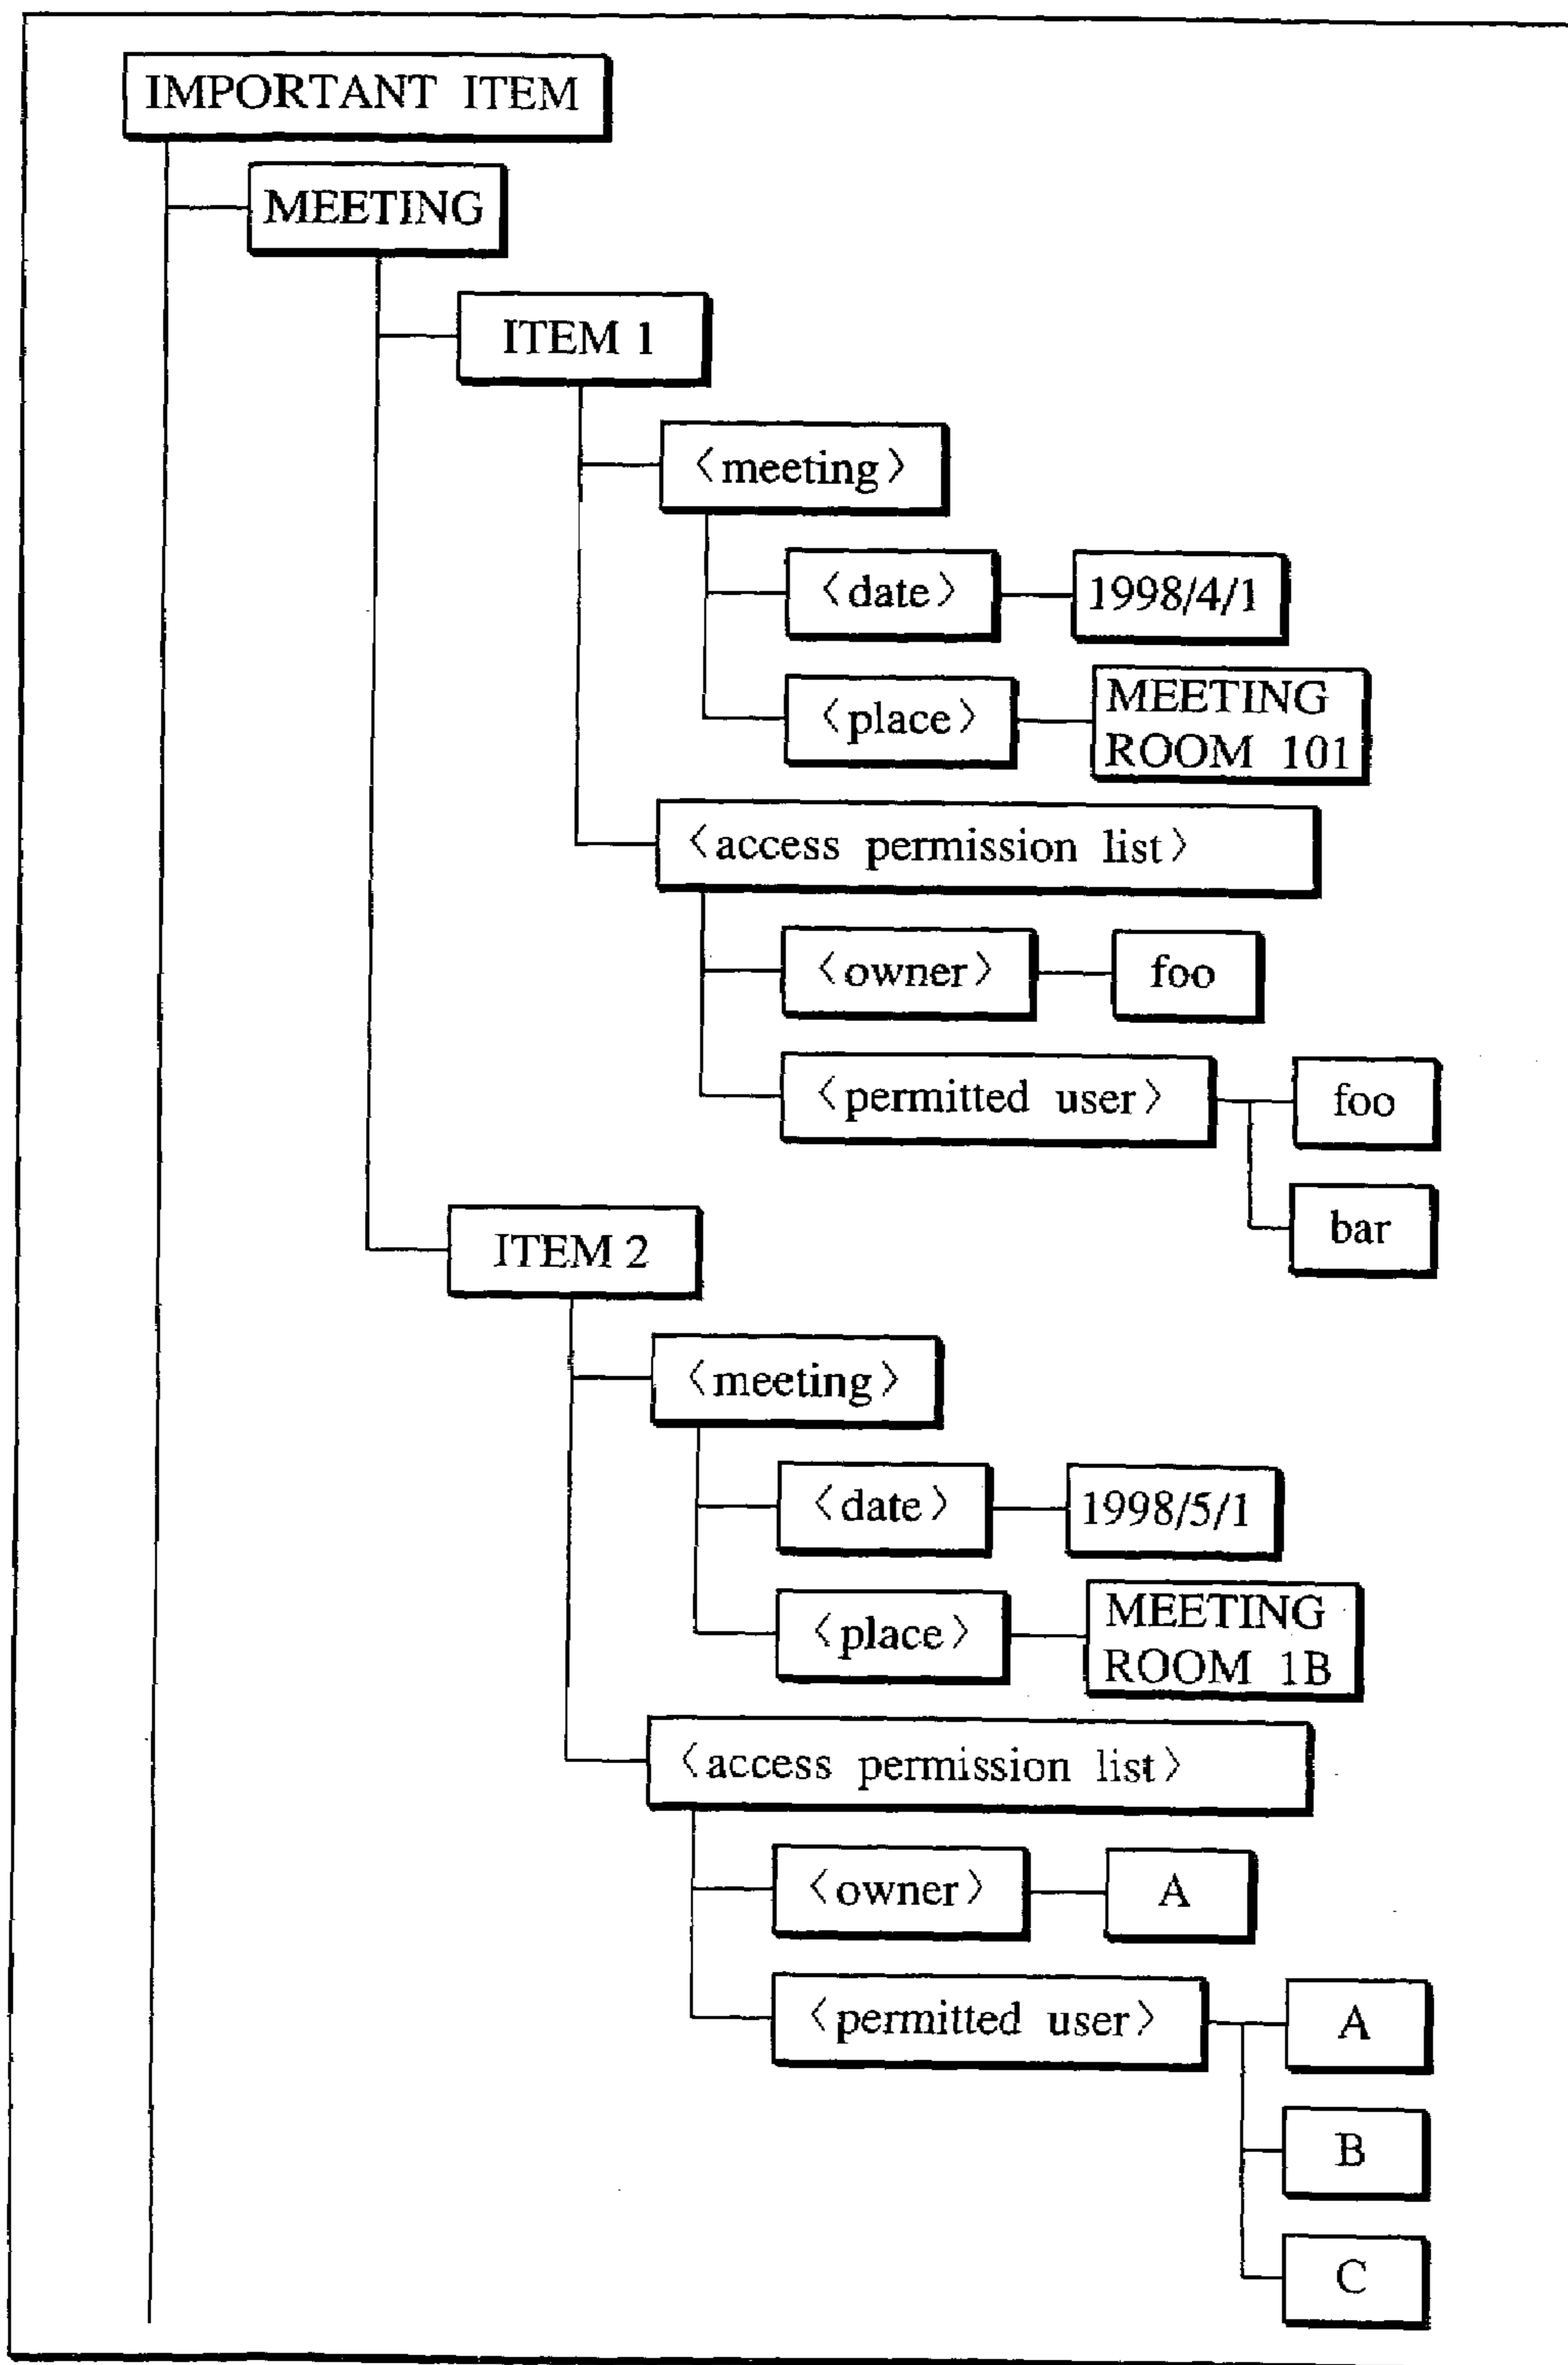 IMPORTANT ITEM
MEETING
ITEM 1
〈meeting〉
〈date〉 1998/4/1
〈place〉 MEETING
ROOM 101
〈access permission list〉
〈owner〉 foo
〈permitted user〉 foo
bar
ITEM 2
〈meeting〉
〈date〉 1998/5/1
〈place〉 MEETING
ROOM 1B
〈access permission list〉
〈owner〉 A
〈permitted user〉 A
B
C